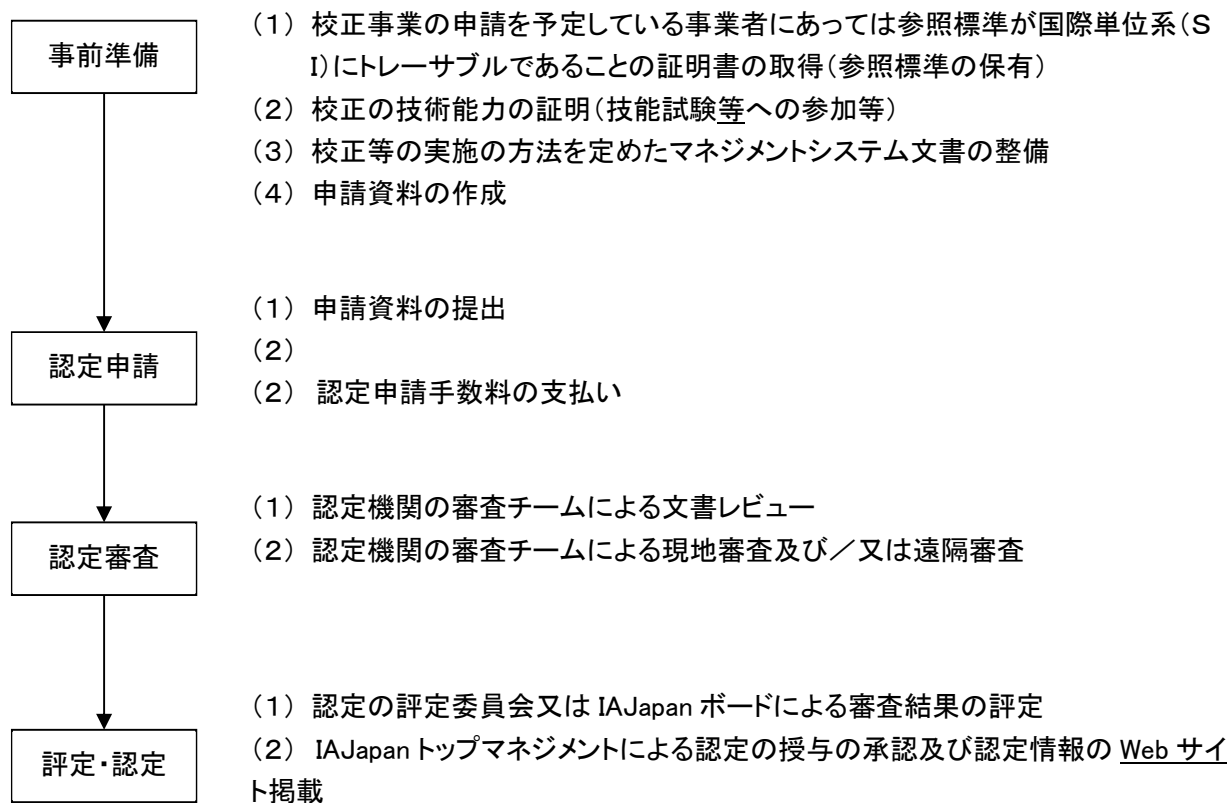 事前準備
（１） 校正事業の申請を予定している事業者にあっては参照標準が国際単位系（Ｓ
Ｉ）にトレーサブルであることの証明書の取得（参照標準の保有）
（２） 校正の技術能力の証明（技能試験等への参加等）
（３） 校正等の実施の方法を定めたマネジメントシステム文書の整備
（４） 申請資料の作成
認定申請
（１） 申請資料の提出
（２）
（２） 認定申請手数料の支払い
認定審査
（１） 認定機関の審査チームによる文書レビュー
（２） 認定機関の審査チームによる現地審査及び／又は遠隔審査
評定・認定
（１） 認定の評定委員会又は IAJapan ボードによる審査結果の評定
（２） IAJapan トップマネジメントによる認定の授与の承認及び認定情報の Web サイ
ト掲載